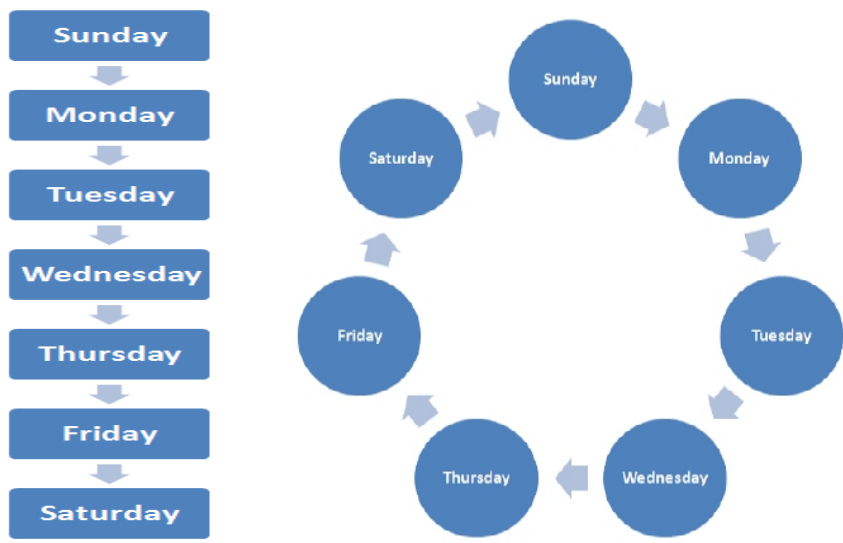 Sunday
Monday
Tuesday
Wednesday
Thursday
Friday
Saturday
Sunday
Monday
Tuesday
Wednesday
Thursday
Friday
Saturday